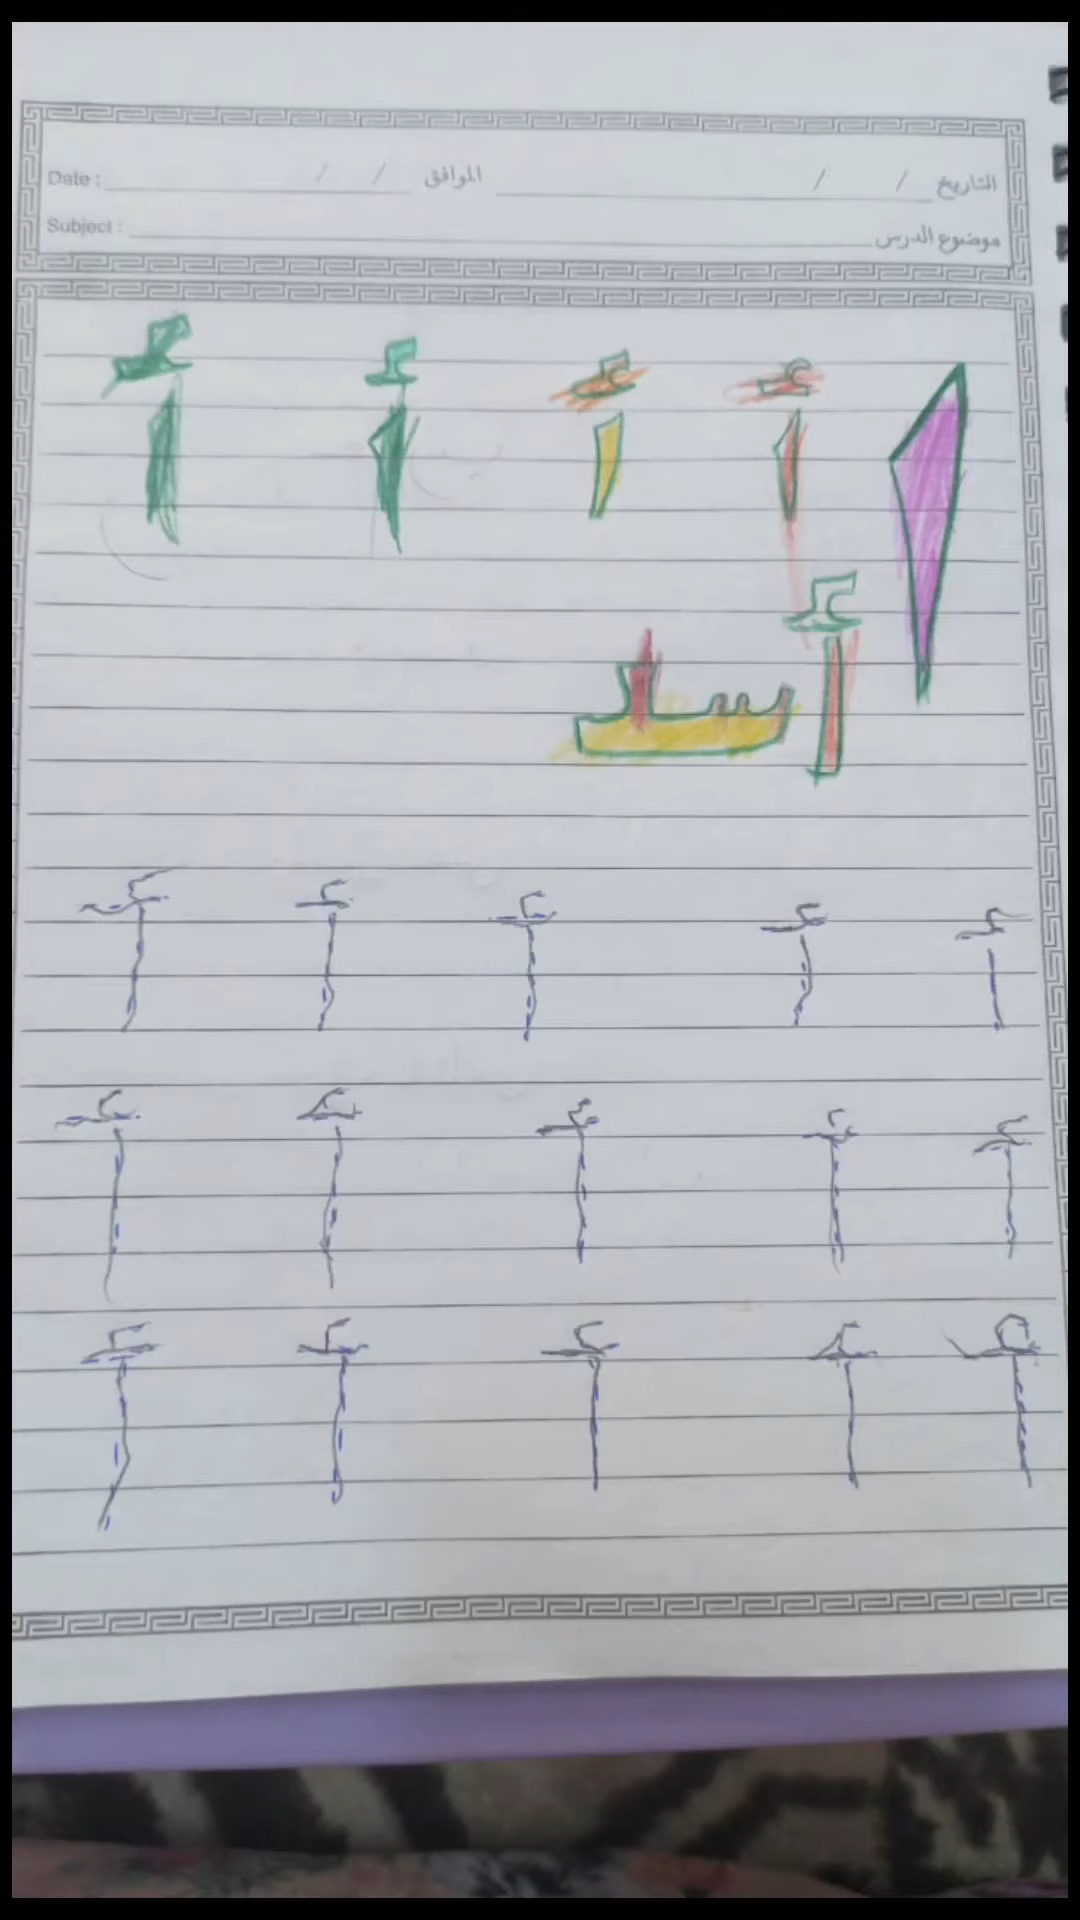 التاريخ / / الموافق / / Date :
موضوع الدرس Subject :
ا أ أ أ أ
أسد
أ أ أ أ أ
أ أ أ أ أ
أ أ أ أ أ